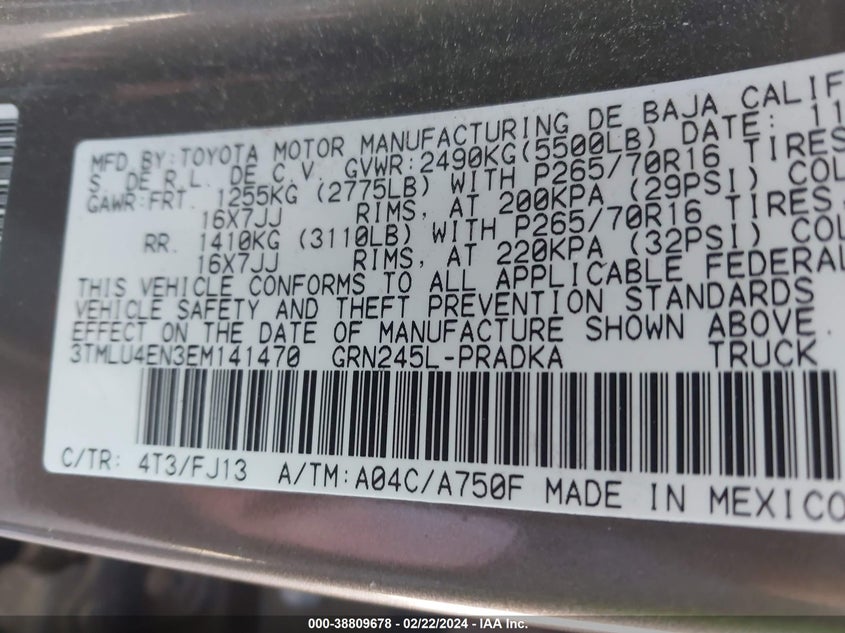 MFD BY: TOYOTA MOTOR MANUFACTURING DE BAJA CALIF
S. DE R.L. DE C.V. GVWR: 2490KG(5500LB) DATE: 11
GAWR:FRT. 1255KG (2775LB) WITH P265/70R16 TIRES,
16X7JJ RIMS, AT 200KPA (29PSI) COL
RR. 1410KG (3110LB) WITH P265/70R16 TIRES,
16X7JJ RIMS, AT 220KPA (32PSI) COL
THIS VEHICLE CONFORMS TO ALL APPLICABLE FEDERAL
VEHICLE SAFETY AND THEFT PREVENTION STANDARDS
EFFECT ON THE DATE OF MANUFACTURE SHOWN ABOVE.
3TMLU4EN3EM141470 GRN245L-PRADKA TRUCK
C/TR: 4T3/FJ13 A/TM: A04C/A750F MADE IN MEXICO
000-38809678 - 02/22/2024 - IAA Inc.